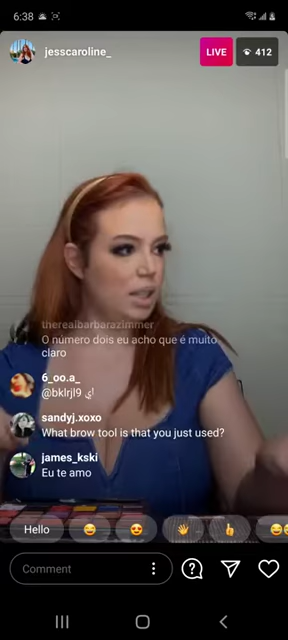 6:38
jesscaroline_
LIVE
412
therealbarbarazimmer
O número dois eu acho que é muito
claro
6_oo.a_
@bklrjl9 اي
sandyj.xoxo
What brow tool is that you just used?
james_kski
Eu te amo
Hello
Comment